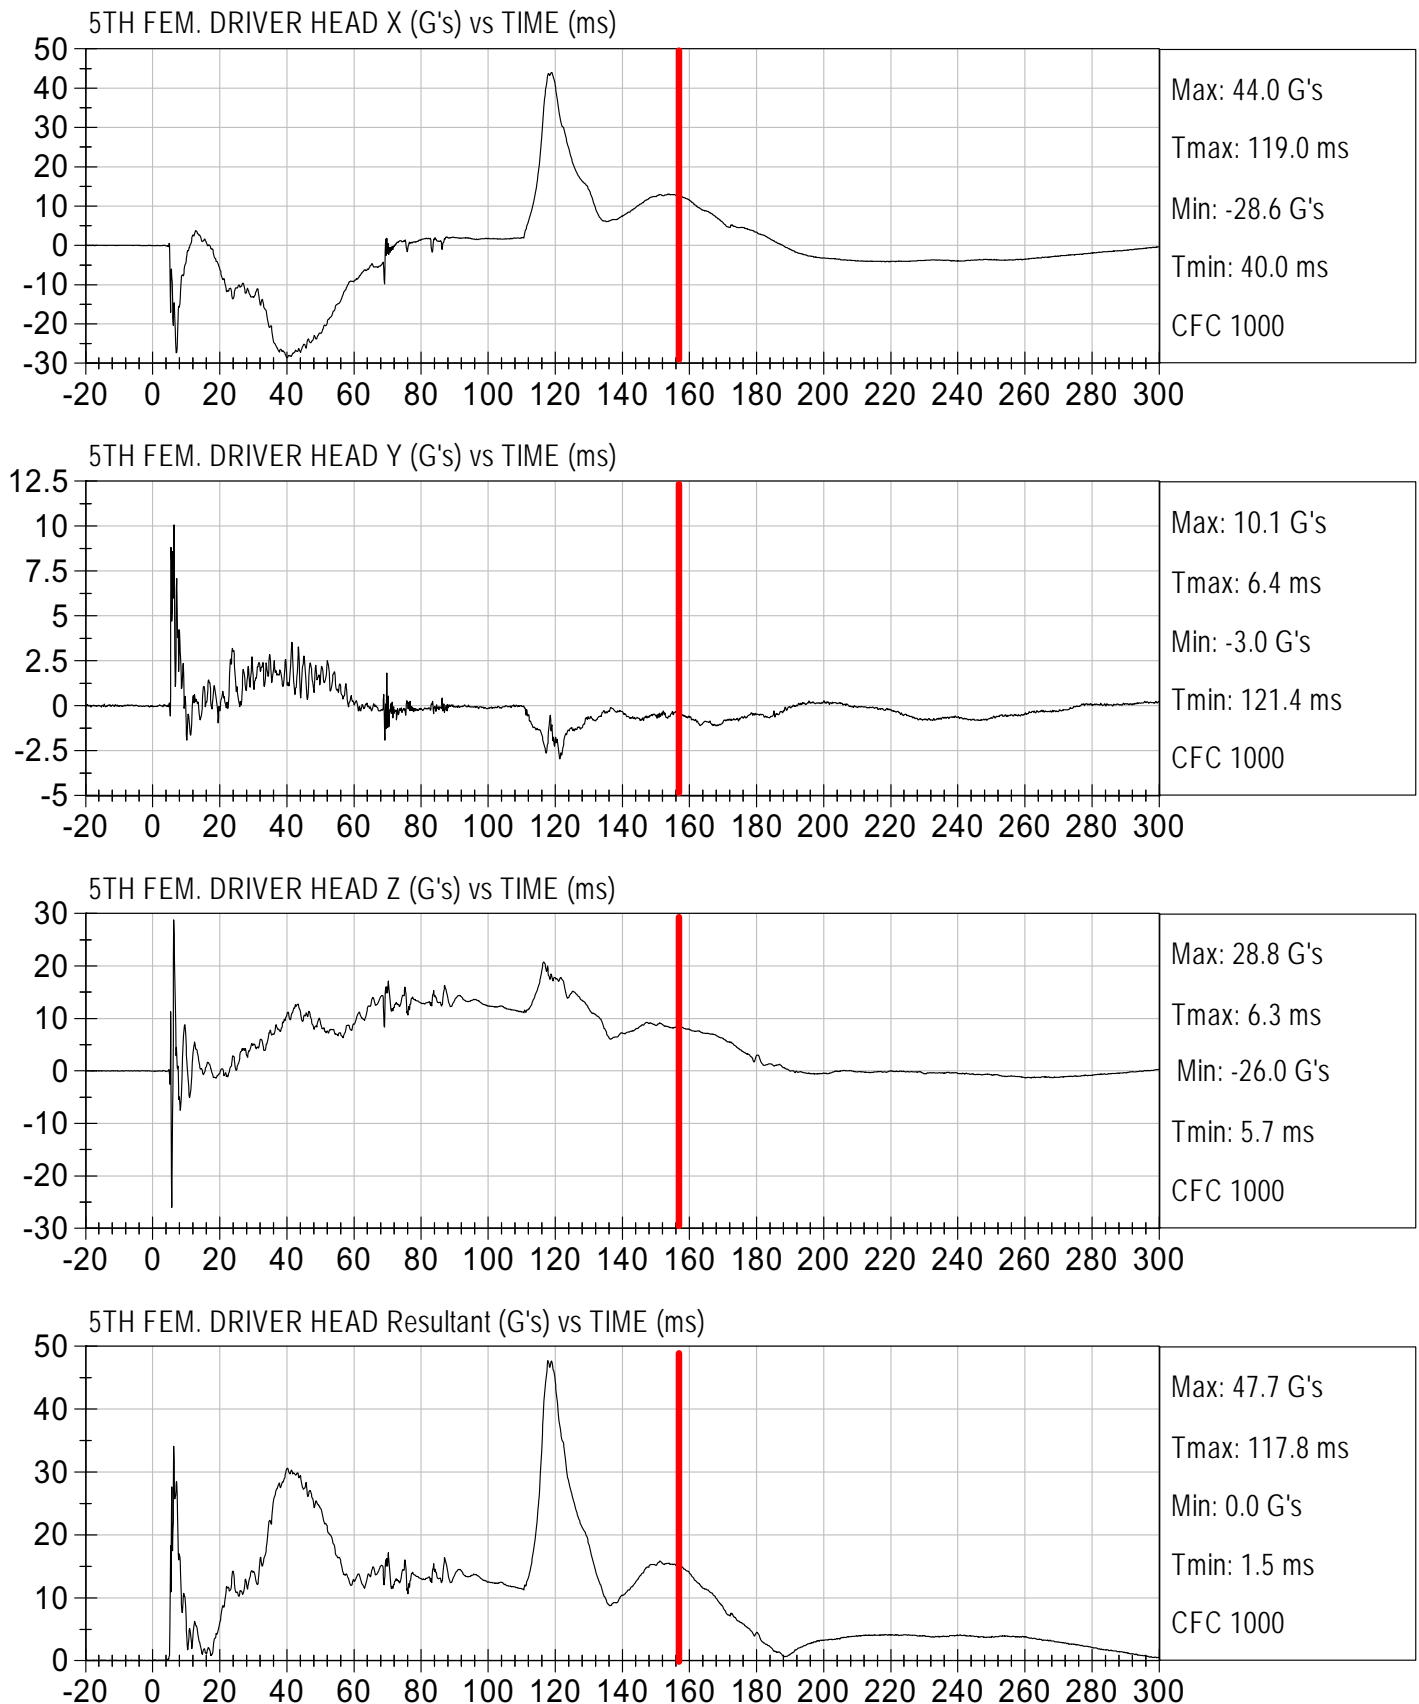 5TH FEM. DRIVER HEAD X (G's) vs TIME (ms)
50
40
30
20
10
0
-10
-20
-30
-20 0 20 40 60 80 100 120 140 160 180 200 220 240 260 280 300
Max: 44.0 G's
Tmax: 119.0 ms
Min: -28.6 G's
Tmin: 40.0 ms
CFC 1000
5TH FEM. DRIVER HEAD Y (G's) vs TIME (ms)
12.5
10
7.5
5
2.5
0
-2.5
-5
-20 0 20 40 60 80 100 120 140 160 180 200 220 240 260 280 300
Max: 10.1 G's
Tmax: 6.4 ms
Min: -3.0 G's
Tmin: 121.4 ms
CFC 1000
5TH FEM. DRIVER HEAD Z (G's) vs TIME (ms)
30
20
10
0
-10
-20
-30
-20 0 20 40 60 80 100 120 140 160 180 200 220 240 260 280 300
Max: 28.8 G's
Tmax: 6.3 ms
Min: -26.0 G's
Tmin: 5.7 ms
CFC 1000
5TH FEM. DRIVER HEAD Resultant (G's) vs TIME (ms)
50
40
30
20
10
0
-20 0 20 40 60 80 100 120 140 160 180 200 220 240 260 280 300
Max: 47.7 G's
Tmax: 117.8 ms
Min: 0.0 G's
Tmin: 1.5 ms
CFC 1000